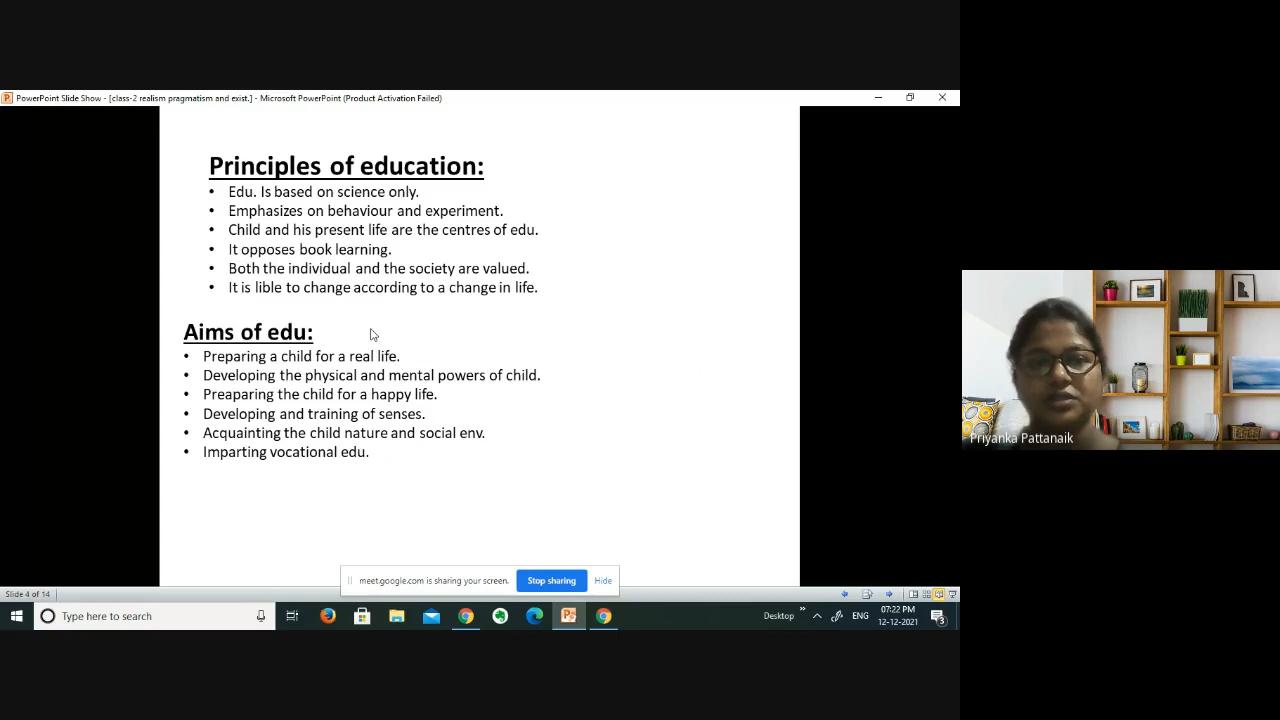 PowerPoint Slide Show - [class-2 realism pragmatism and exist.] - Microsoft PowerPoint (Product Activation Failed)
Principles of education:
• Edu. Is based on science only.
• Emphasizes on behaviour and experiment.
• Child and his present life are the centres of edu.
• It opposes book learning.
• Both the individual and the society are valued.
• It is lible to change according to a change in life.
Aims of edu:
• Preparing a child for a real life.
• Developing the physical and mental powers of child.
• Preaparing the child for a happy life.
• Developing and training of senses.
• Acquainting the child nature and social env.
• Imparting vocational edu.
Priyanka Pattanaik
meet.google.com is sharing your screen. Stop sharing Hide
Slide 4 of 14
Type here to search
Desktop
ENG
07:22 PM
12-12-2021
3